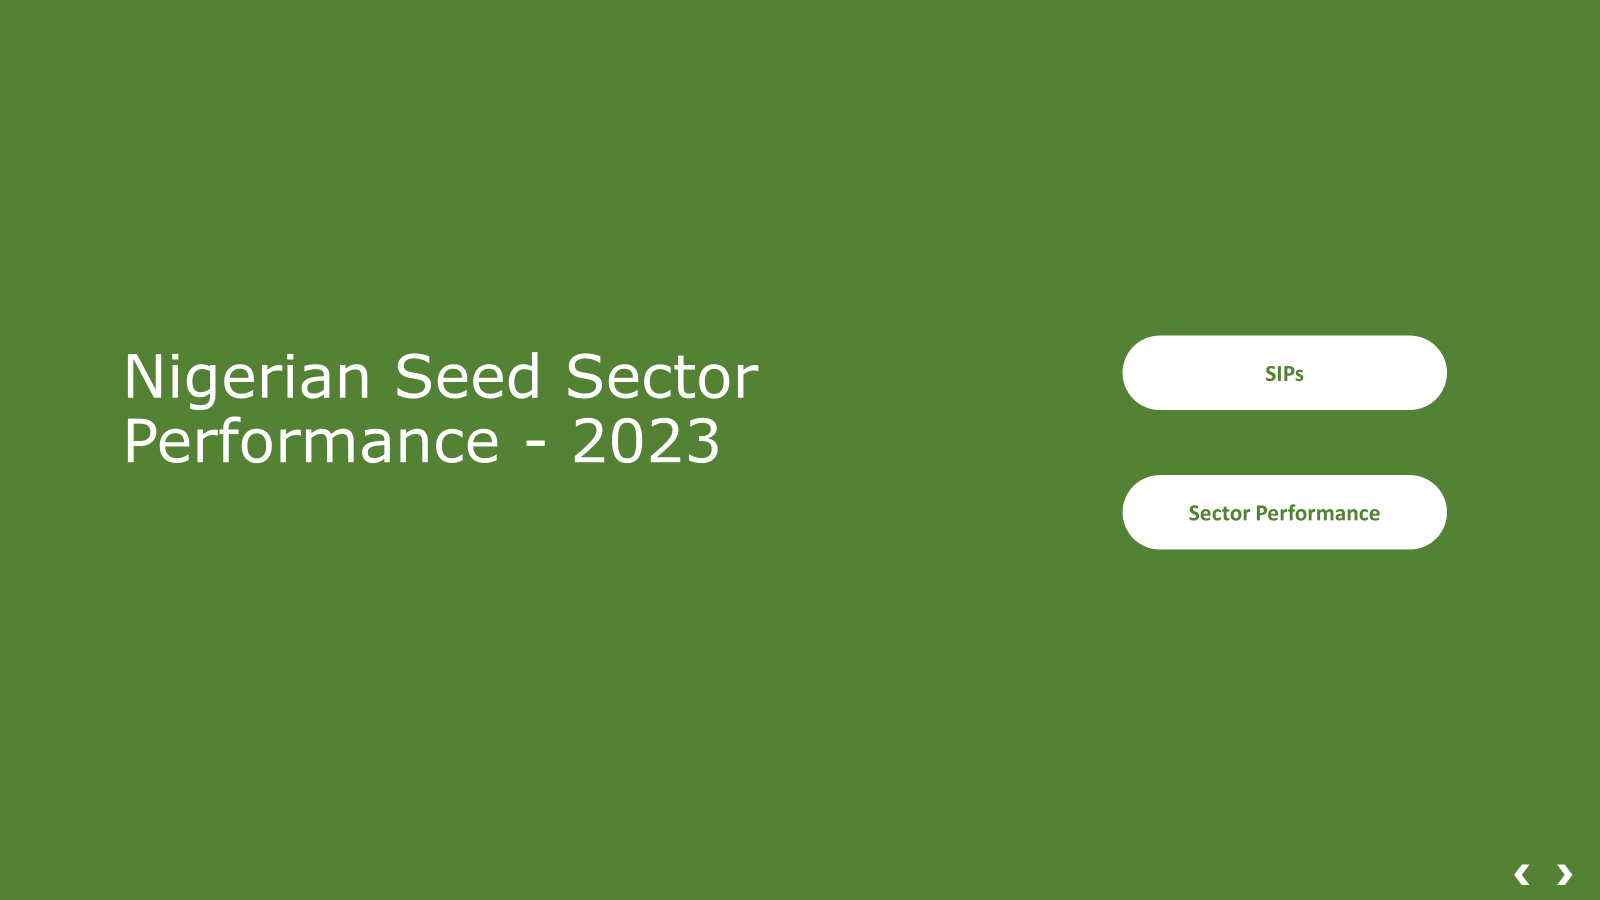 Nigerian Seed Sector
Performance - 2023
SIPs
Sector Performance